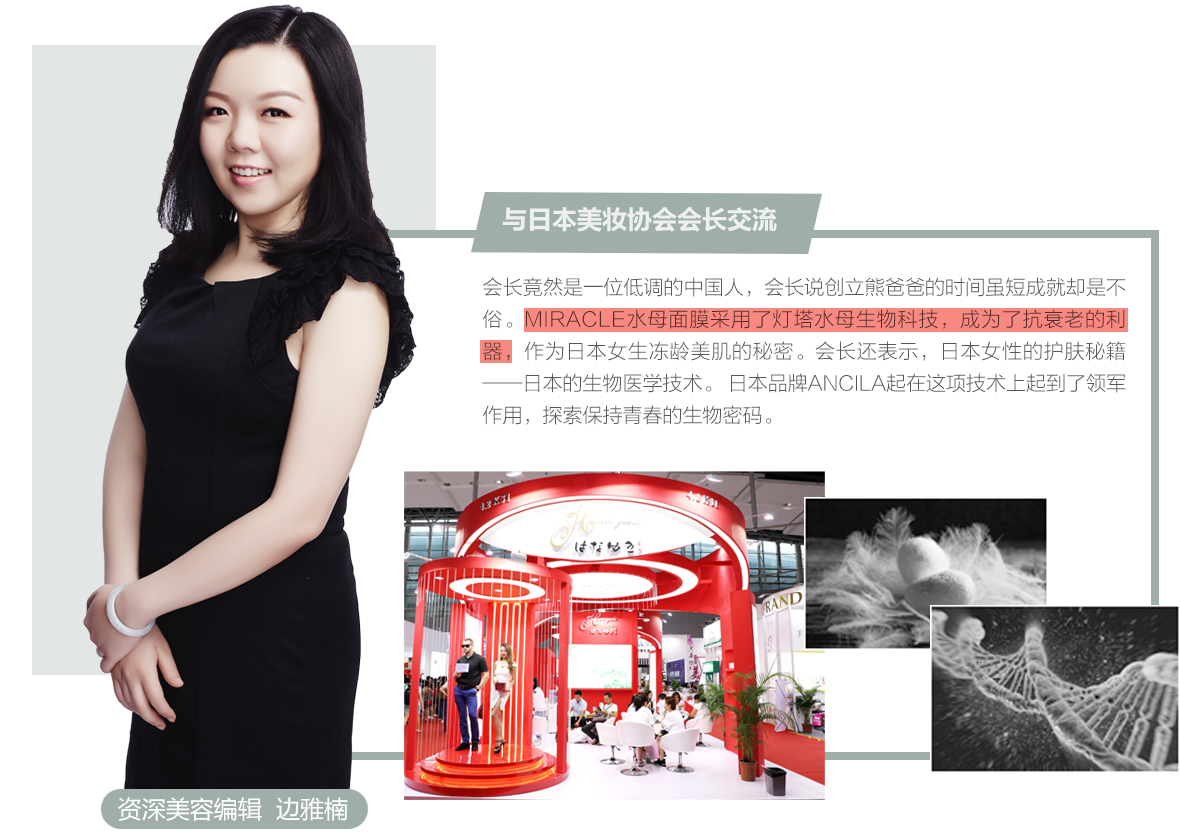 与日本美妆协会会长交流
会长竟然是一位低调的中国人，会长说创立熊爸爸的时间虽短成就却是不
俗。MIRACLE水母面膜采用了灯塔水母生物科技，成为了抗衰老的利
器，作为日本女生冻龄美肌的秘密。会长还表示，日本女性的护肤秘籍
——日本的生物医学技术。 日本品牌ANCILA起在这项技术上起到了领军
作用，探索保持青春的生物密码。
RAND
资深美容编辑 边雅楠